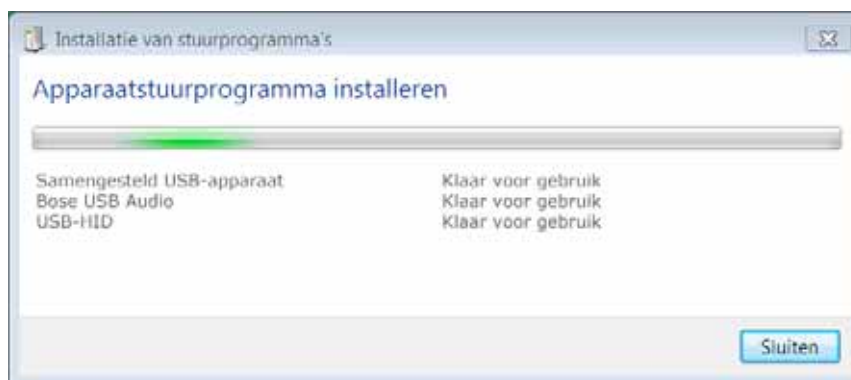 Installatie van stuurprogramma's
Apparaatstuurprogramma installeren
Samengesteld USB-apparaat Klaar voor gebruik
Bose USB Audio Klaar voor gebruik
USB-HID Klaar voor gebruik
Sluiten